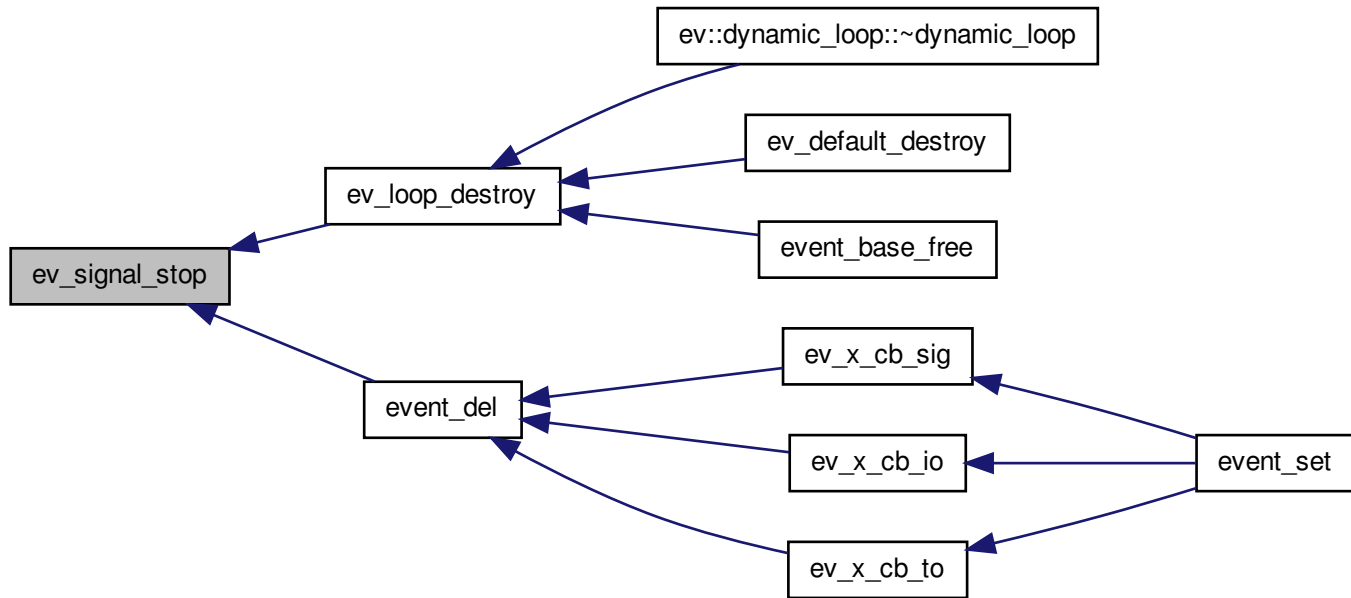 ev::dynamic_loop::~dynamic_loop
ev_default_destroy
ev_loop_destroy
event_base_free
ev_signal_stop
ev_x_cb_sig
event_del
ev_x_cb_io
event_set
ev_x_cb_to